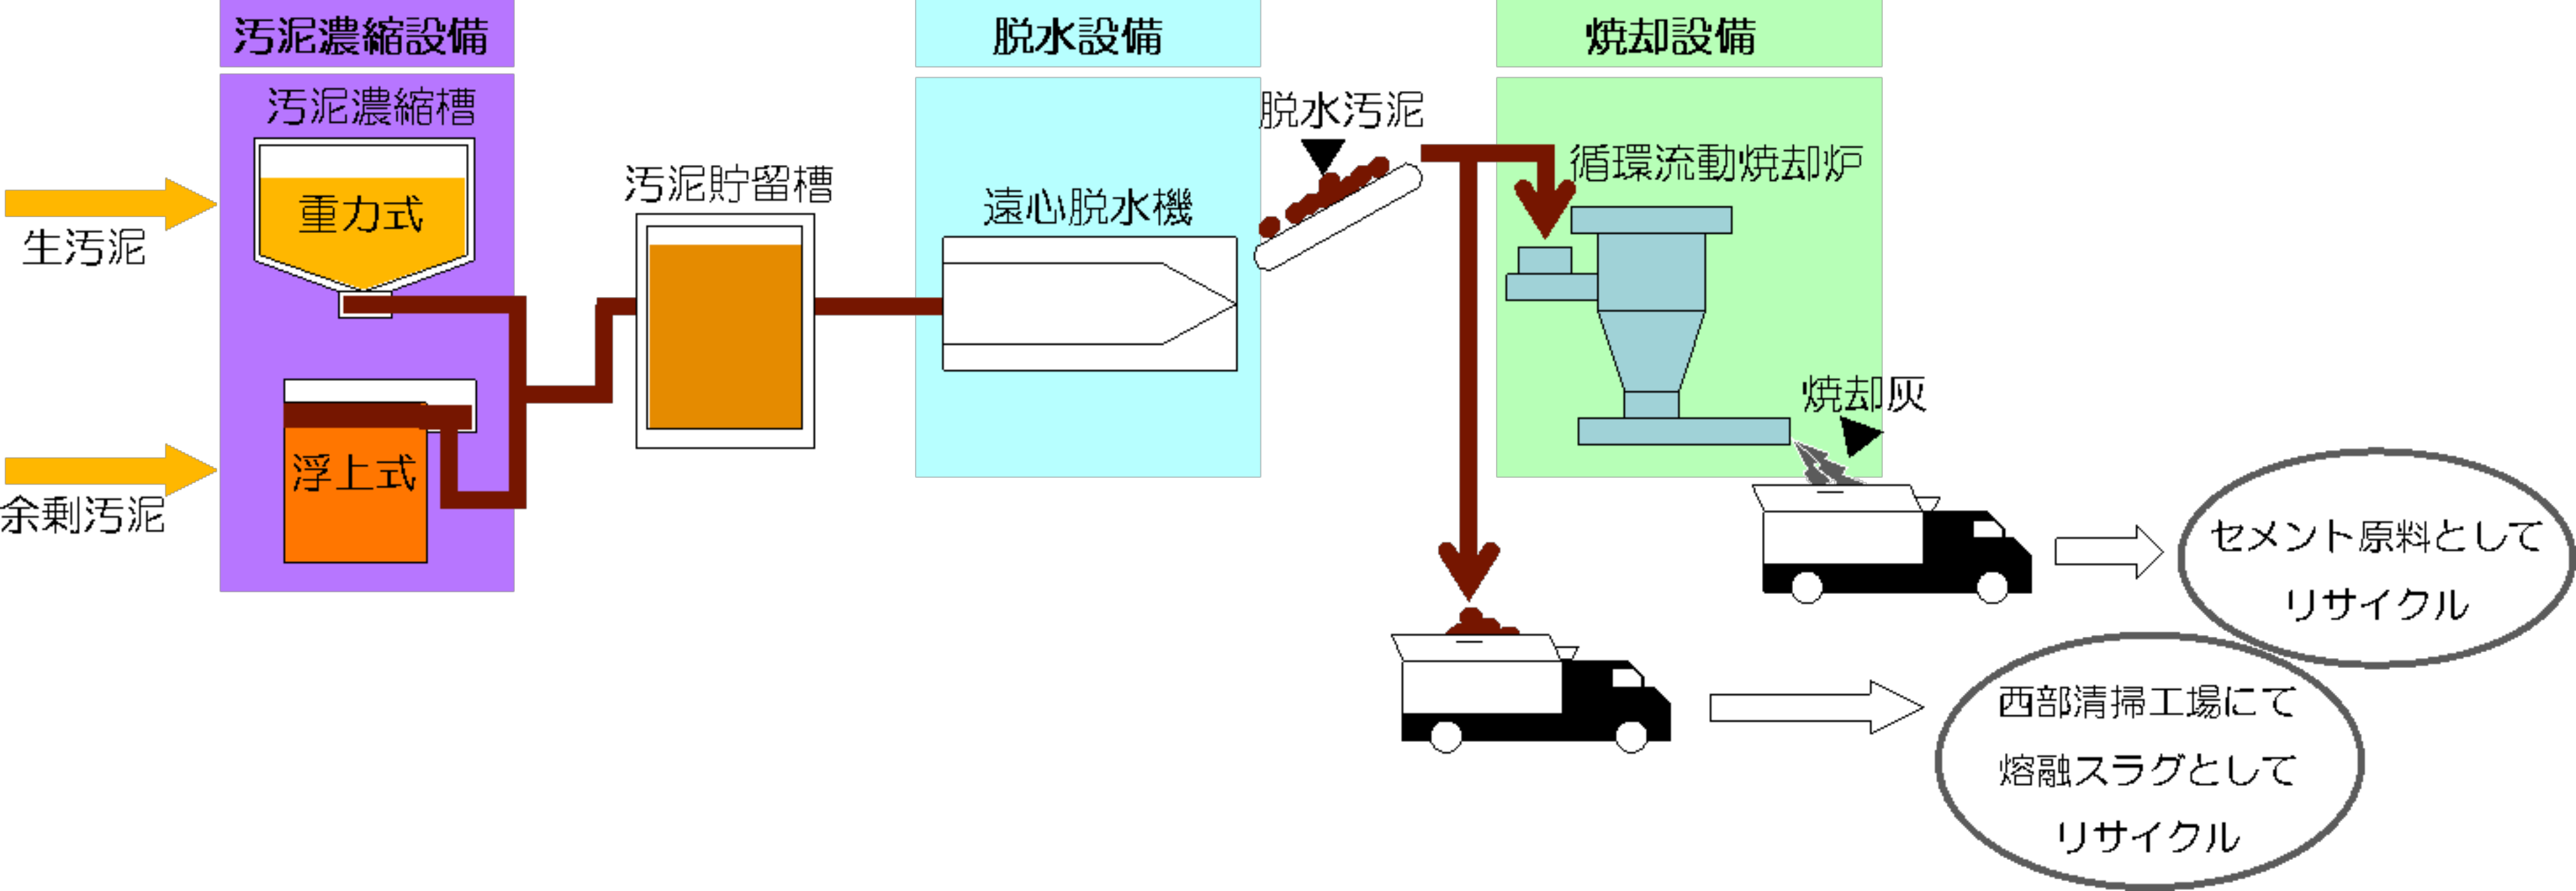 汚泥濃縮設備
脱水設備
焼却設備
汚泥濃縮槽
脱水汚泥
循環流動焼却炉
汚泥貯留槽
遠心脱水機
重力式
生汚泥
焼却灰
浮上式
余剰汚泥
セメント原料として
リサイクル
西部清掃工場にて
熔融スラグとして
リサイクル